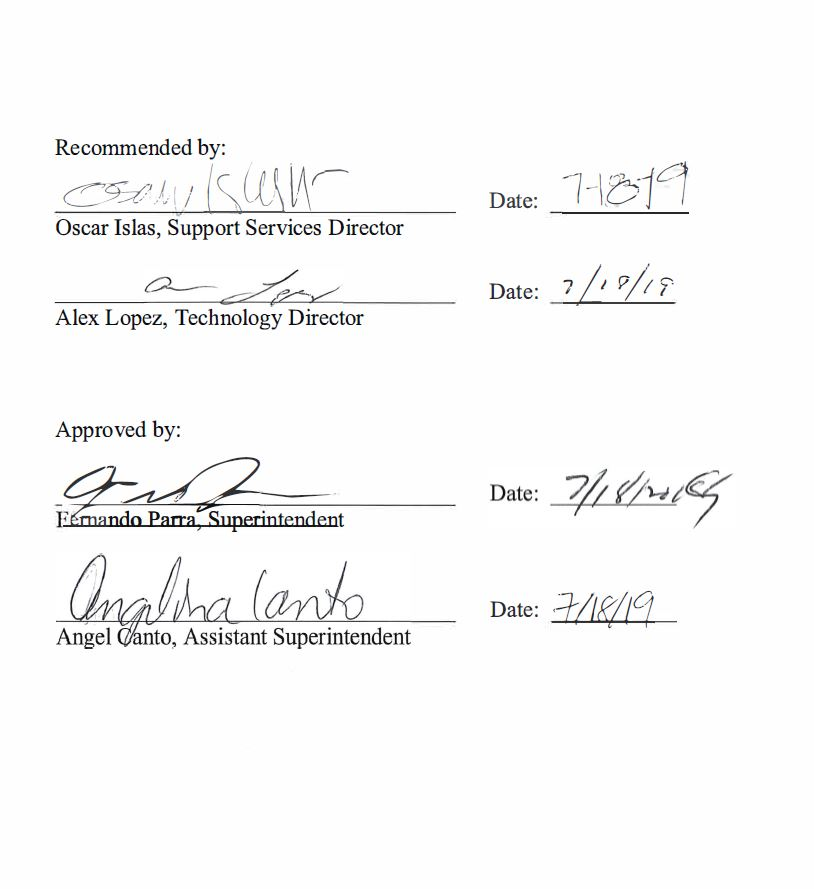 Recommended by:
Oscar Islas Date: 7-18-19
Oscar Islas, Support Services Director
Date: 7/18/19
Alex Lopez, Technology Director
Approved by:
Date: 7/18/2019
Fernando Parra, Superintendent
Angelina Canto Date: 7/18/19
Angel Canto, Assistant Superintendent